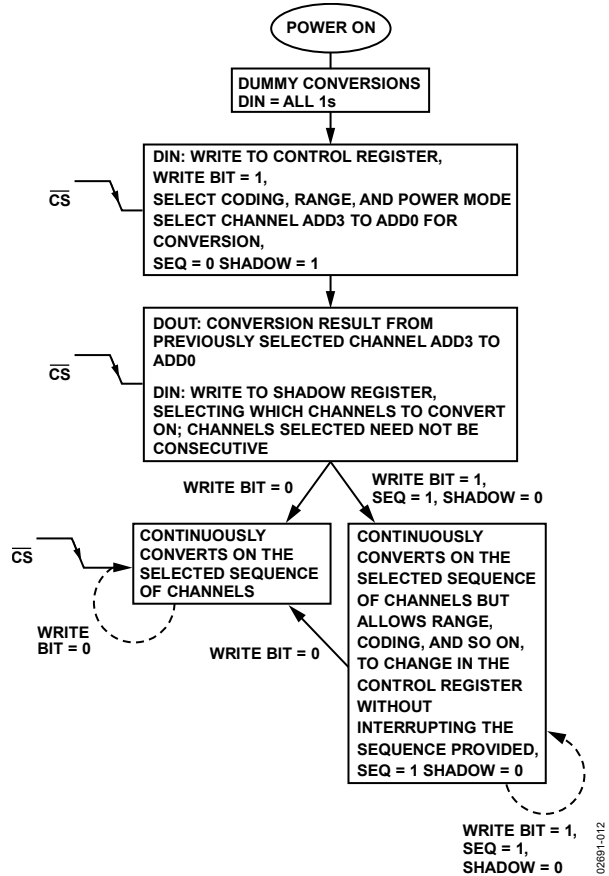 POWER ON
DUMMY CONVERSIONS
DIN = ALL 1s
CS
DIN: WRITE TO CONTROL REGISTER,
WRITE BIT = 1,
SELECT CODING, RANGE, AND POWER MODE
SELECT CHANNEL ADD3 TO ADD0 FOR
CONVERSION,
SEQ = 0 SHADOW = 1
CS
DOUT: CONVERSION RESULT FROM
PREVIOUSLY SELECTED CHANNEL ADD3 TO
ADD0
DIN: WRITE TO SHADOW REGISTER,
SELECTING WHICH CHANNELS TO CONVERT
ON; CHANNELS SELECTED NEED NOT BE
CONSECUTIVE
WRITE BIT = 0
WRITE BIT = 1,
SEQ = 1, SHADOW = 0
CS
CONTINUOUSLY
CONVERTS ON THE
SELECTED SEQUENCE
OF CHANNELS
WRITE
BIT = 0
WRITE BIT = 0
CONTINUOUSLY
CONVERTS ON THE
SELECTED SEQUENCE
OF CHANNELS BUT
ALLOWS RANGE,
CODING, AND SO ON,
TO CHANGE IN THE
CONTROL REGISTER
WITHOUT
INTERRUPTING THE
SEQUENCE PROVIDED,
SEQ = 1 SHADOW = 0
WRITE BIT = 1,
SEQ = 1,
SHADOW = 0
02691-012